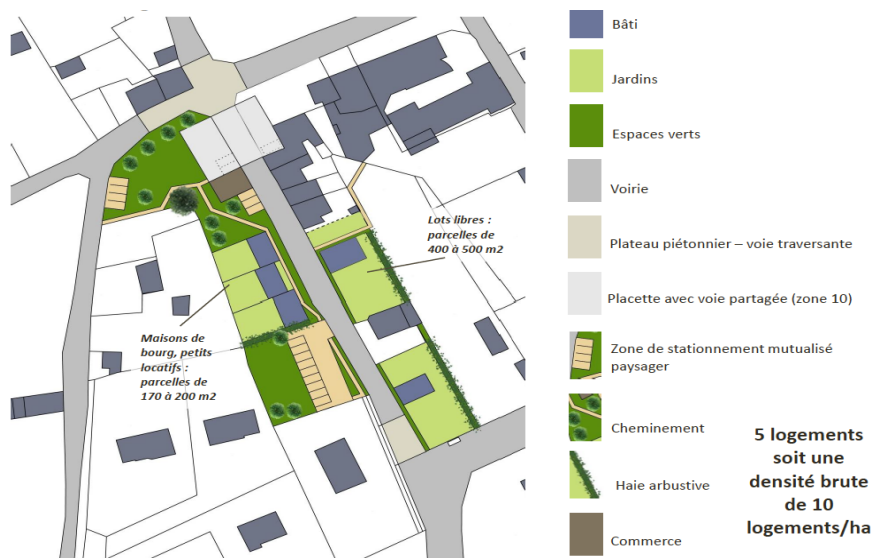 Lots libres :
parcelles de
400 à 500 m2
Maisons de
bourg, petits
locatifs :
parcelles de
170 à 200 m2
Bâti
Jardins
Espaces verts
Voirie
Plateau piétonnier – voie traversante
Placette avec voie partagée (zone 10)
Zone de stationnement mutualisé
paysager
Cheminement
Haie arbustive
Commerce
5 logements
soit une
densité brute
de 10
logements/ha